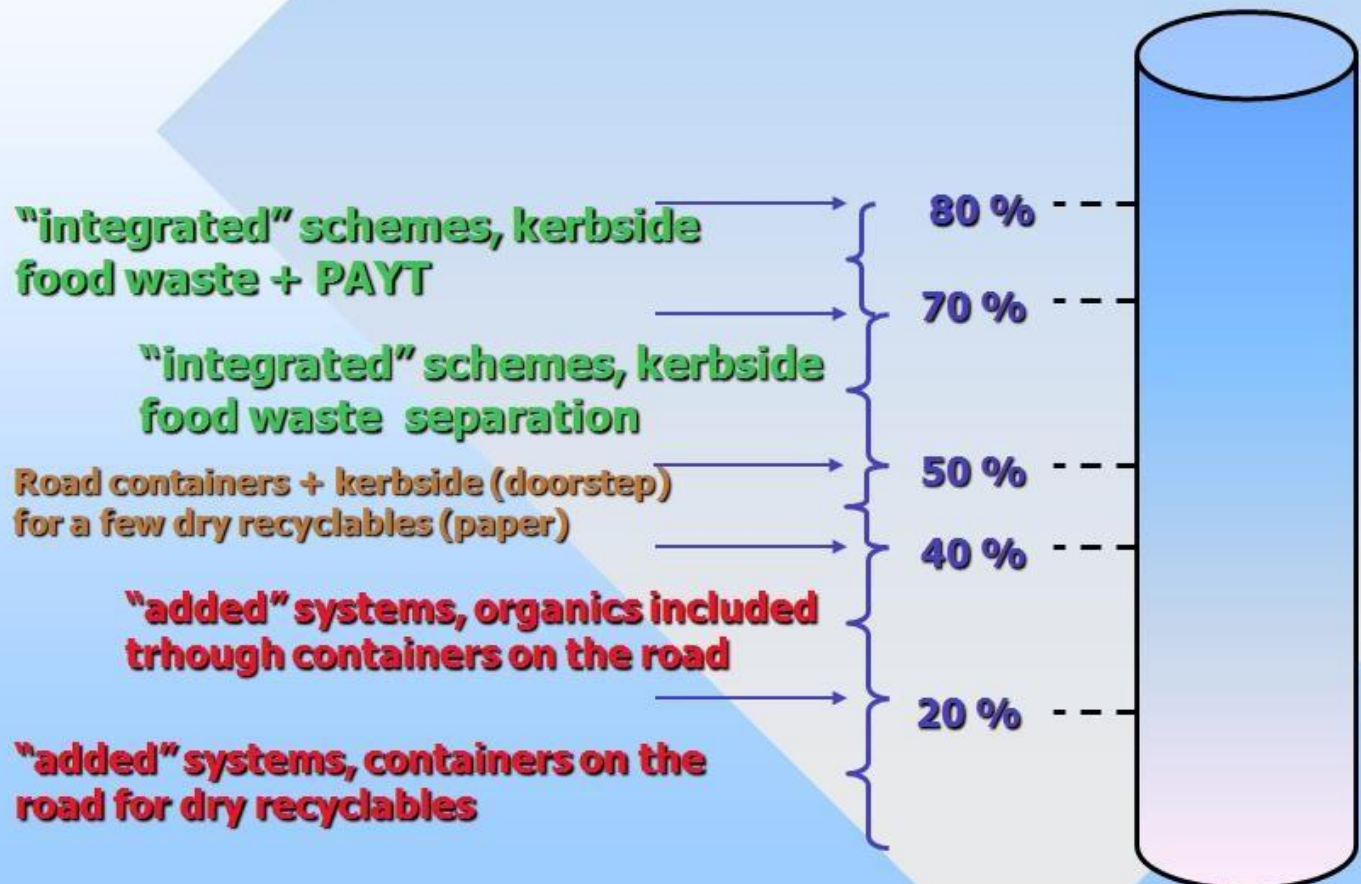 “integrated” schemes, kerbside
food waste + PAYT
80 %
70 %
“integrated” schemes, kerbside
food waste separation
50 %
Road containers + kerbside (doorstep)
for a few dry recyclables (paper)
40 %
“added” systems, organics included
trhough containers on the road
20 %
“added” systems, containers on the
road for dry recyclables